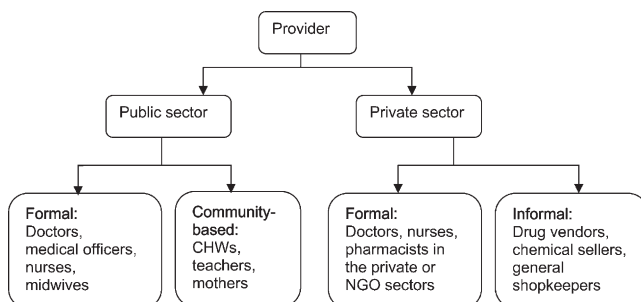 Provider
Public sector
Private sector
Formal:
Doctors,
medical officers,
nurses,
midwives
Community-
based:
CHWs,
teachers,
mothers
Formal:
Doctors, nurses,
pharmacists in
the private or
NGO sectors
Informal:
Drug vendors,
chemical sellers,
general
shopkeepers